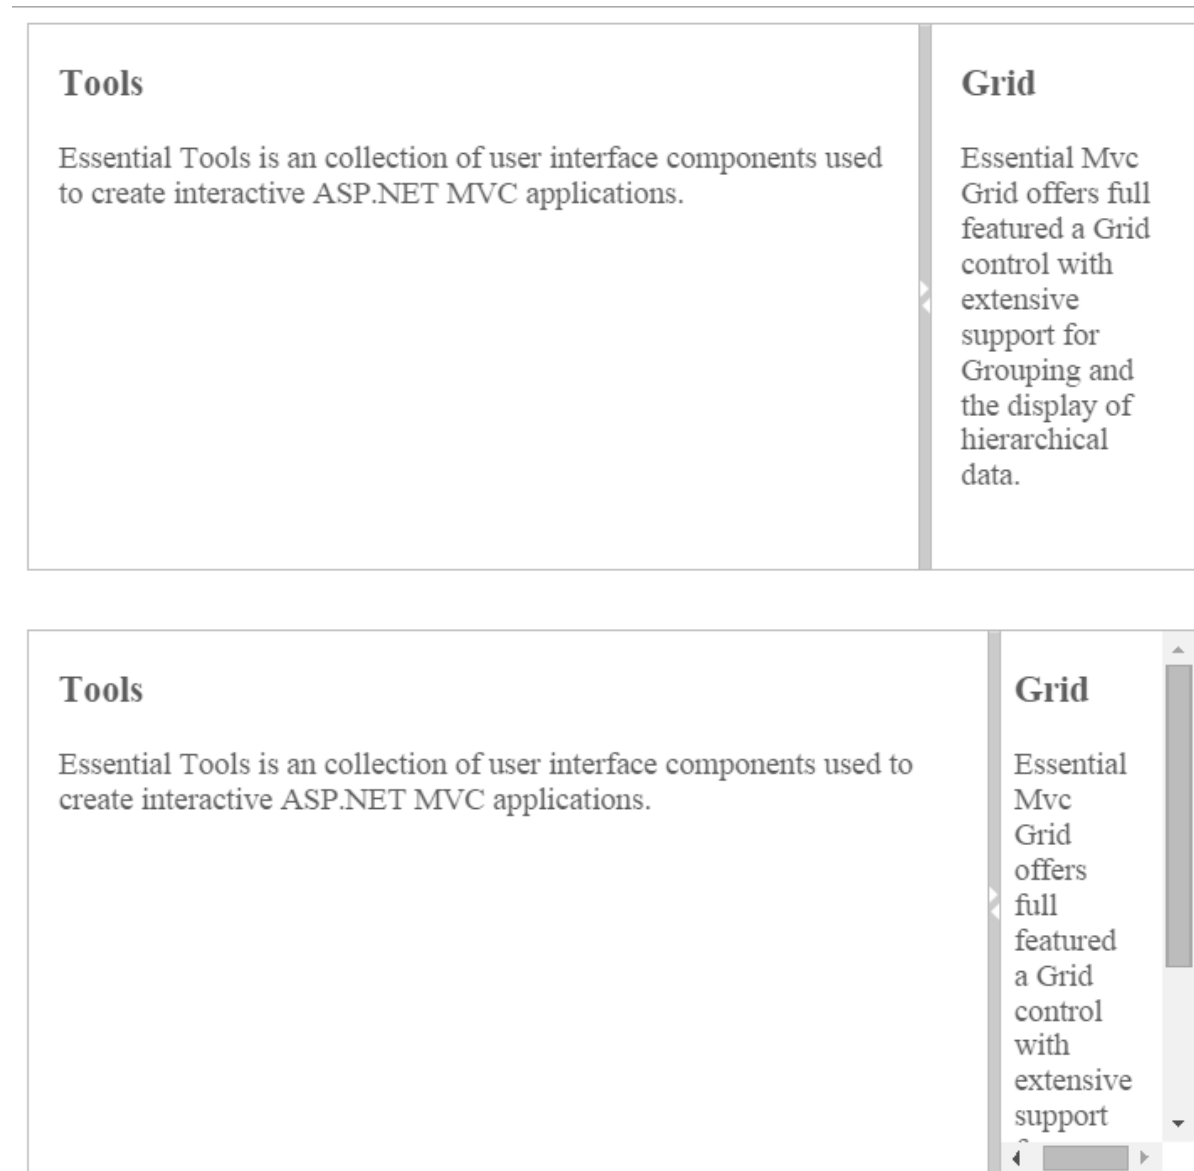 Tools
Essential Tools is an collection of user interface components used
to create interactive ASP.NET MVC applications.
Grid
Essential Mvc
Grid offers full
featured a Grid
control with
extensive
support for
Grouping and
the display of
hierarchical
data.
Tools
Essential Tools is an collection of user interface components used to
create interactive ASP.NET MVC applications.
Grid
Essential
Mvc
Grid
offers
full
featured
a Grid
control
with
extensive
support